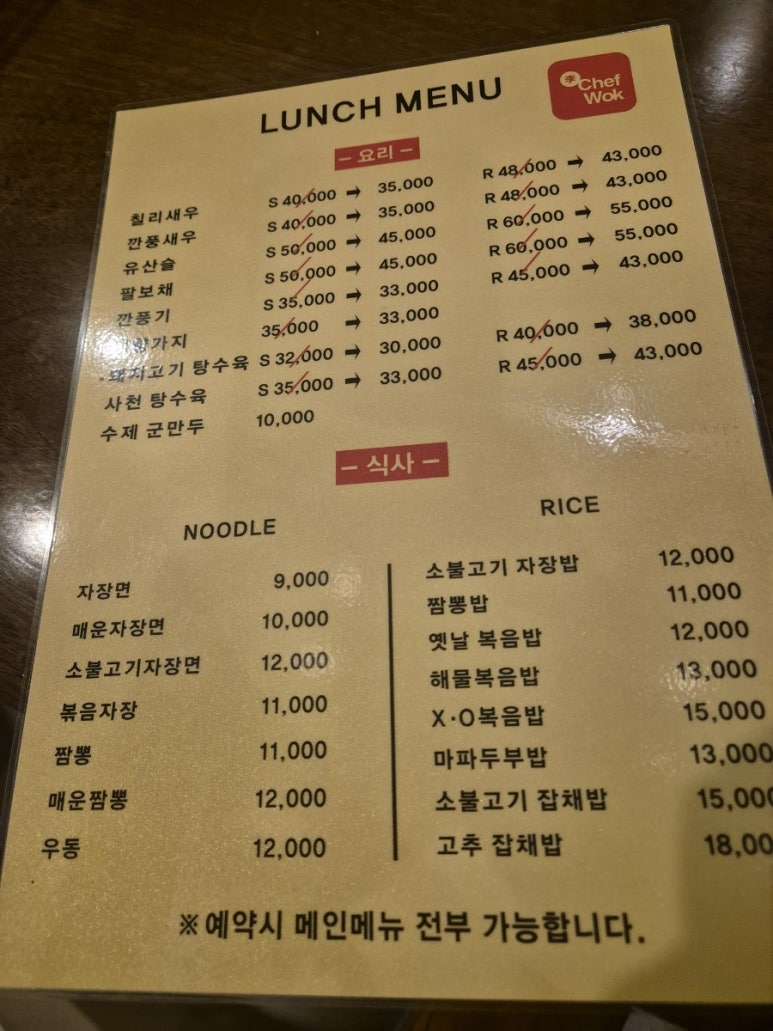 LUNCH MENU
李 Chef
Wok
– 요리 –
칠리새우 S 40,000 → 35,000 R 48,000 → 43,000
깐풍새우 S 40,000 → 35,000 R 48,000 → 43,000
유산슬 S 50,000 → 45,000 R 60,000 → 55,000
팔보채 S 50,000 → 45,000 R 60,000 → 55,000
깐풍기 S 35,000 → 33,000 R 45,000 → 43,000
35,000 → 33,000
돼지고기 탕수육 S 32,000 → 30,000 R 40,000 → 38,000
사천 탕수육 S 35,000 → 33,000 R 45,000 → 43,000
수제 군만두 10,000
– 식사 –
NOODLE
자장면 9,000
매운자장면 10,000
소불고기자장면 12,000
볶음자장 11,000
짬뽕 11,000
매운짬뽕 12,000
우동 12,000
RICE
소불고기 자장밥 12,000
짬뽕밥 11,000
옛날 복음밥 12,000
해물복음밥 13,000
X·O복음밥 15,000
마파두부밥 13,000
소불고기 잡채밥 15,000
고추 잡채밥 18,00
※예약시 메인메뉴 전부 가능합니다.